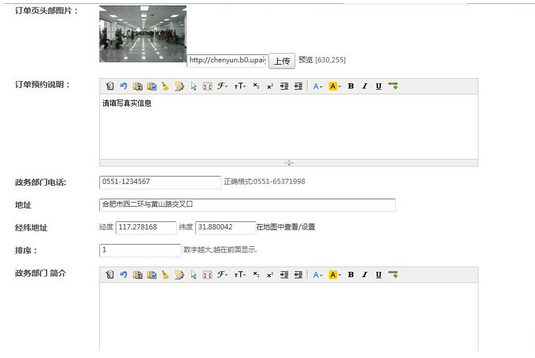 订单页头部图片：
http://chenyun.b0.upaiy 上传 预览 [630,255]
订单预约说明：
请填写真实信息
政务部门电话:
0551-1234567 正确格式:0551-65371998
地址
合肥市西二环与黄山路交叉口
经纬地址 经度 117.278168 纬度 31.880042 在地图中查看/设置
排序：
1 数字越大,越在前面显示.
政务部门 简介